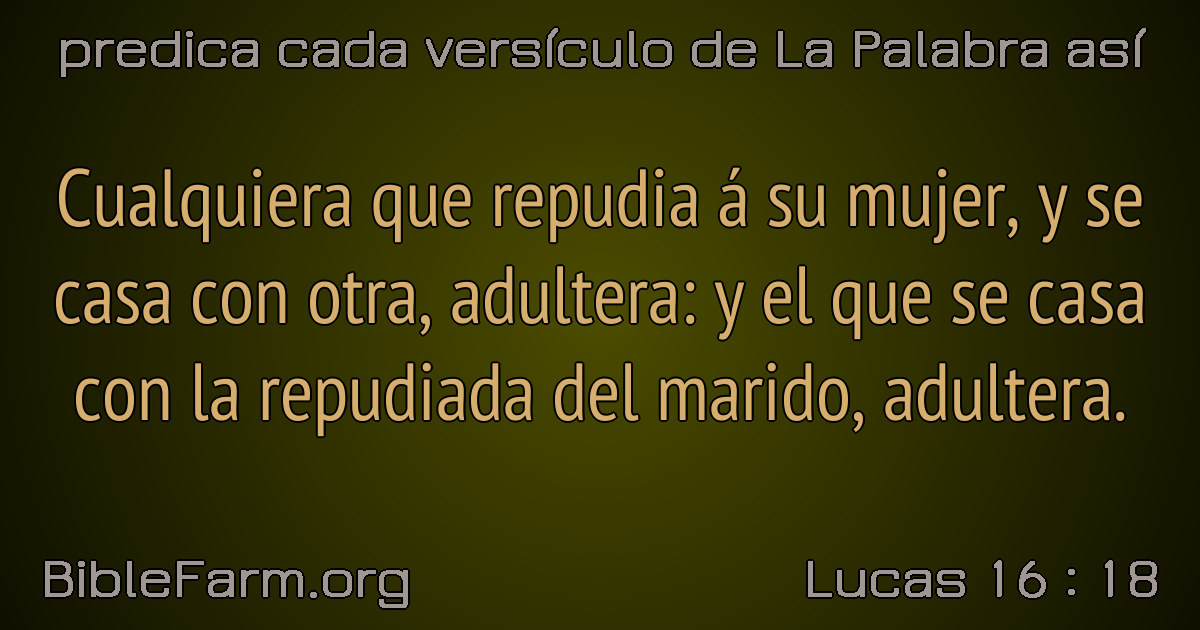 predica cada versículo de La Palabra así
Cualquiera que repudia á su mujer, y se
casa con otra, adultera: y el que se casa
con la repudiada del marido, adultera.
BibleFarm.org
Lucas 16 : 18